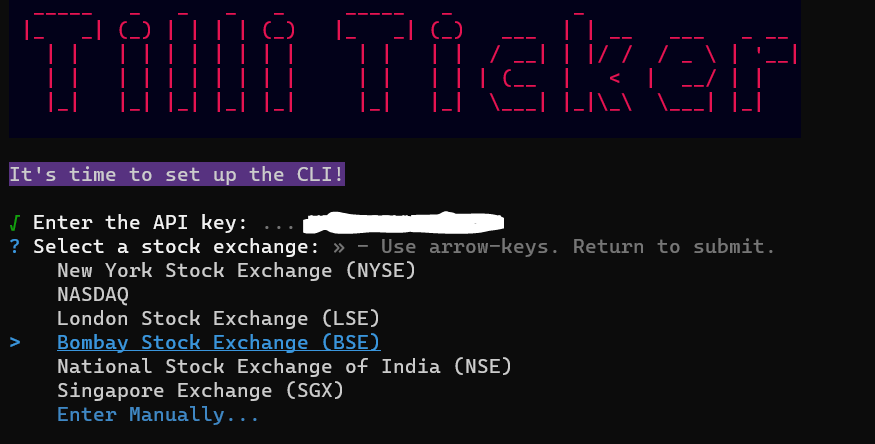 Tilli Ticker
It's time to set up the CLI!
√ Enter the API key: ...
? Select a stock exchange: » - Use arrow-keys. Return to submit.
New York Stock Exchange (NYSE)
NASDAQ
London Stock Exchange (LSE)
> Bombay Stock Exchange (BSE)
National Stock Exchange of India (NSE)
Singapore Exchange (SGX)
Enter Manually...